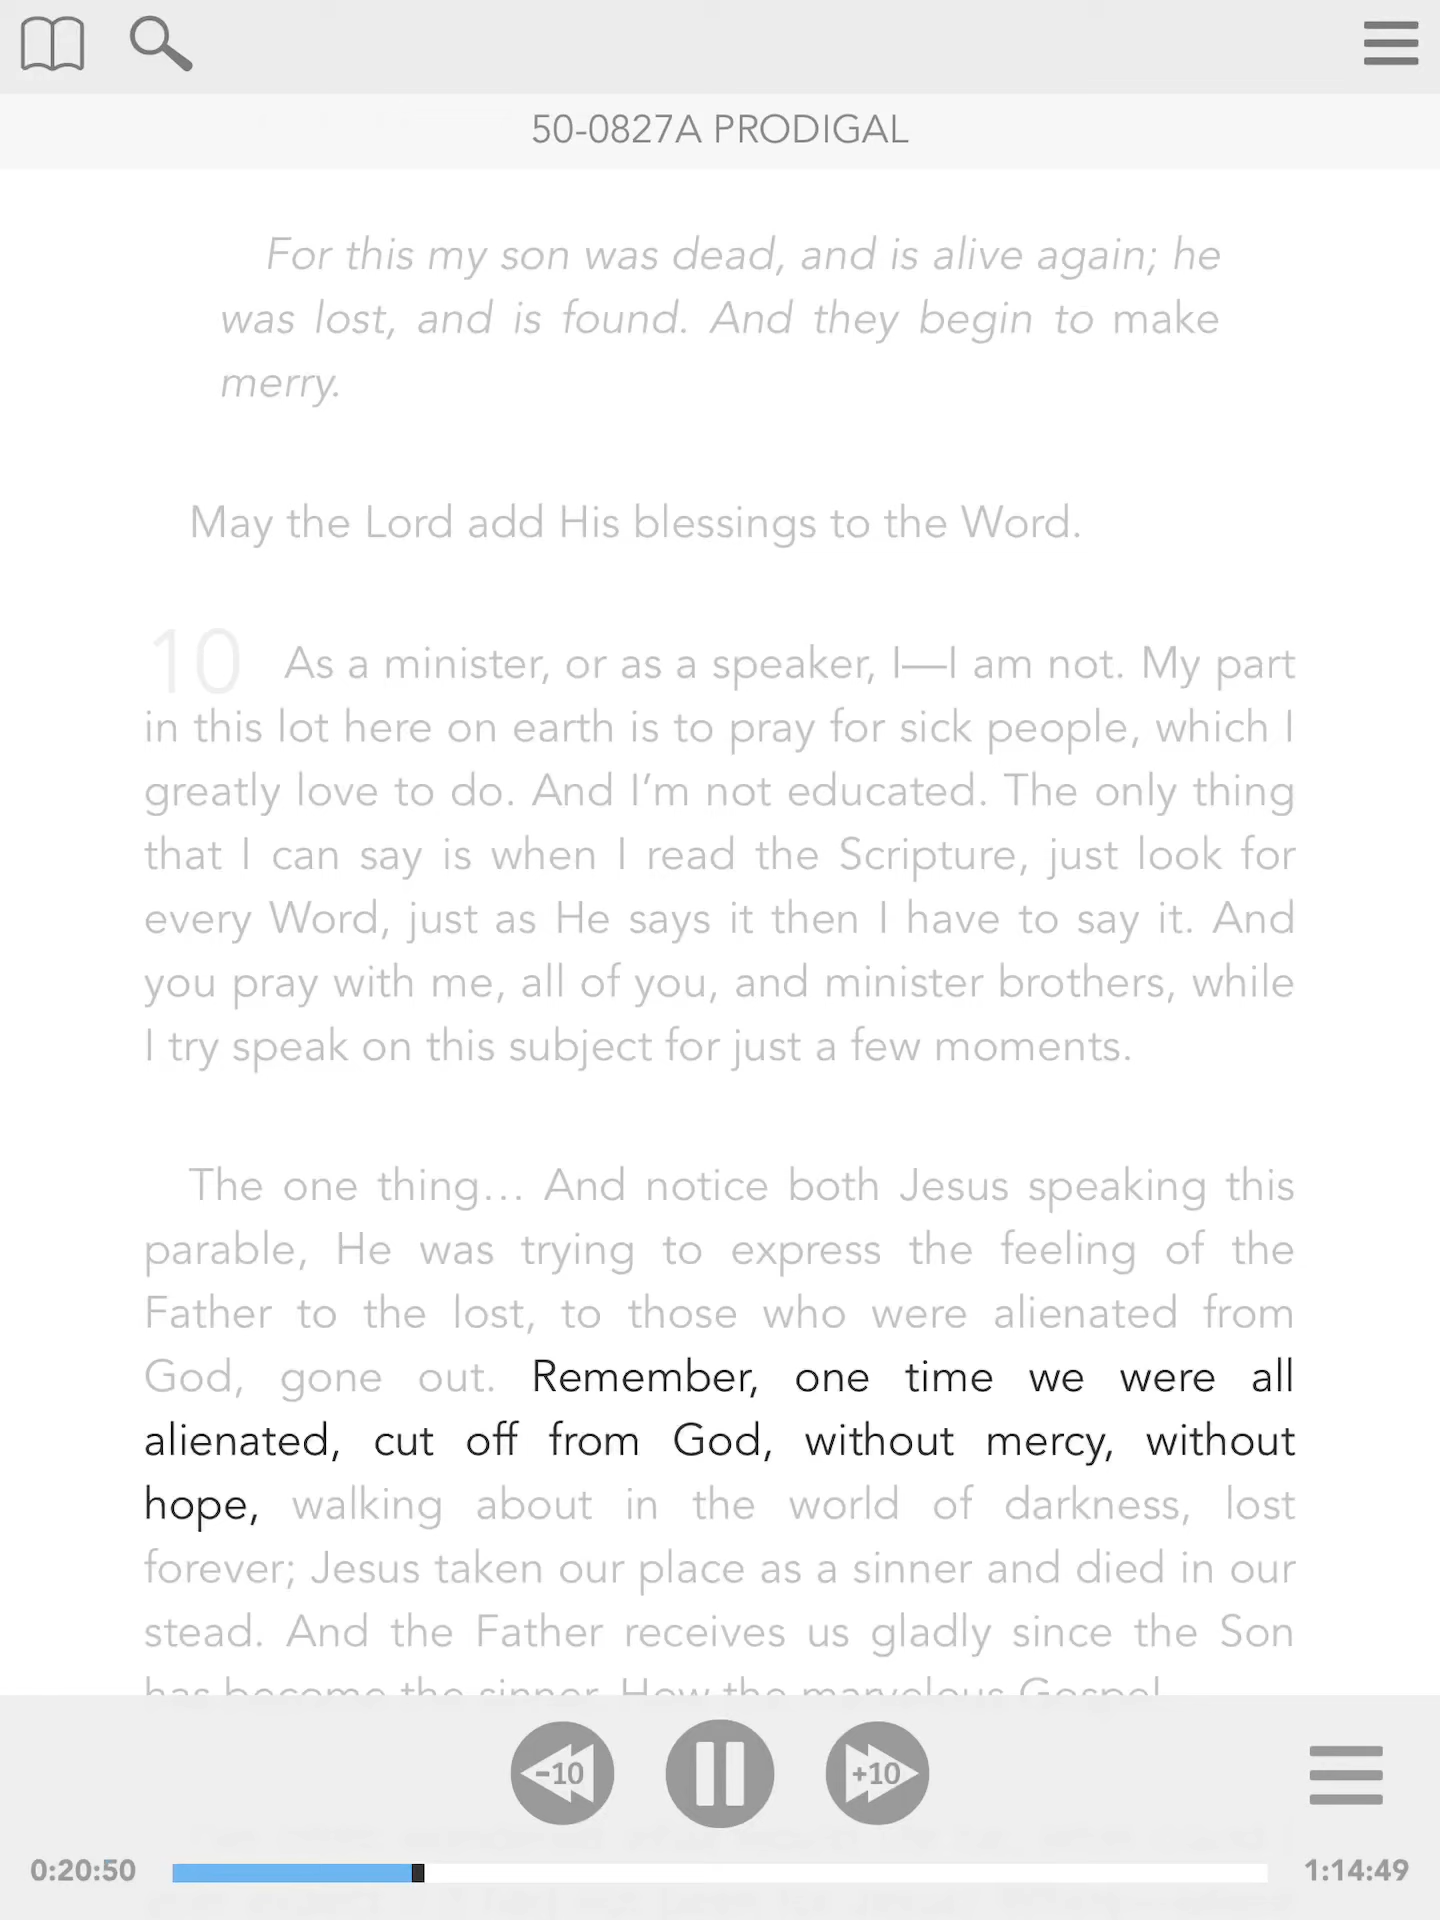 50-0827A PRODIGAL
For this my son was dead, and is alive again; he
was lost, and is found. And they begin to make
merry.
May the Lord add His blessings to the Word.
10 As a minister, or as a speaker, I—I am not. My part
in this lot here on earth is to pray for sick people, which I
greatly love to do. And I’m not educated. The only thing
that I can say is when I read the Scripture, just look for
every Word, just as He says it then I have to say it. And
you pray with me, all of you, and minister brothers, while
I try speak on this subject for just a few moments.
The one thing… And notice both Jesus speaking this
parable, He was trying to express the feeling of the
Father to the lost, to those who were alienated from
God, gone out. Remember, one time we were all
alienated, cut off from God, without mercy, without
hope, walking about in the world of darkness, lost
forever; Jesus taken our place as a sinner and died in our
stead. And the Father receives us gladly since the Son
has become the sinner. How the marvelous Gospel
-10 +10
0:20:50 1:14:49